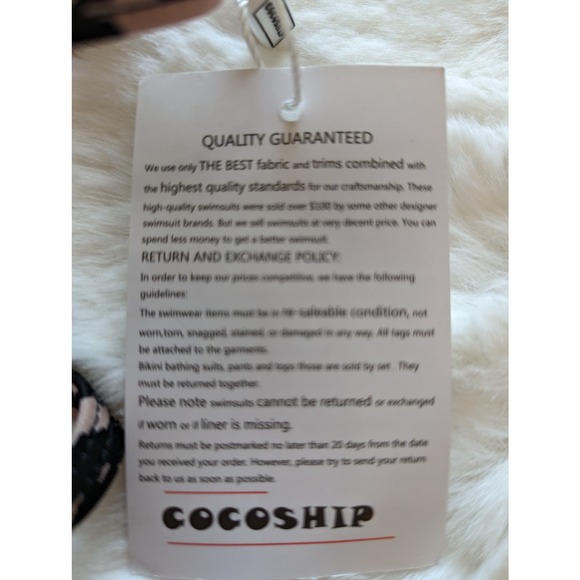 QUALITY GUARANTEED
We use only THE BEST fabric and trims combined with
the highest quality standards for our craftsmanship. These
high-quality swimsuits were sold over $100 by some other designer
swimsuit brands. But we sell swimsuits at very decent price. You can
spend less money to get a better swimsuit.
RETURN AND EXCHANGE POLICY:
In order to keep our prices competitive, we have the following
guidelines:
The swimwear items must be in re-saleable condition, not
worn,torn, snagged, stained, or damaged in any way. All tags must
be attached to the garments.
Bikini bathing suits, pants and tops those are sold by set . They
must be returned together.
Please note swimsuits cannot be returned or exchanged
if worn or if liner is missing.
Returns must be postmarked no later than 20 days from the date
you received your order. However, please try to send your return
back to us as soon as possible.
COCOSHIP